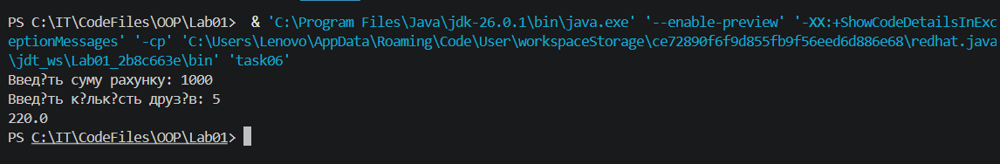 PS C:\IT\CodeFiles\OOP\Lab01>  & 'C:\Program Files\Java\jdk-26.0.1\bin\java.exe' '--enable-preview' '-XX:+ShowCodeDetailsInExc
eptionMessages' '-cp' 'C:\Users\Lenovo\AppData\Roaming\Code\User\workspaceStorage\ce72890f6f9d855fb9f56eed6d886e68\redhat.java
\jdt_ws\Lab01_2b8c663e\bin' 'task06'
Введ?ть суму рахунку: 1000
Введ?ть к?льк?сть друз?в: 5
220.0
PS C:\IT\CodeFiles\OOP\Lab01>